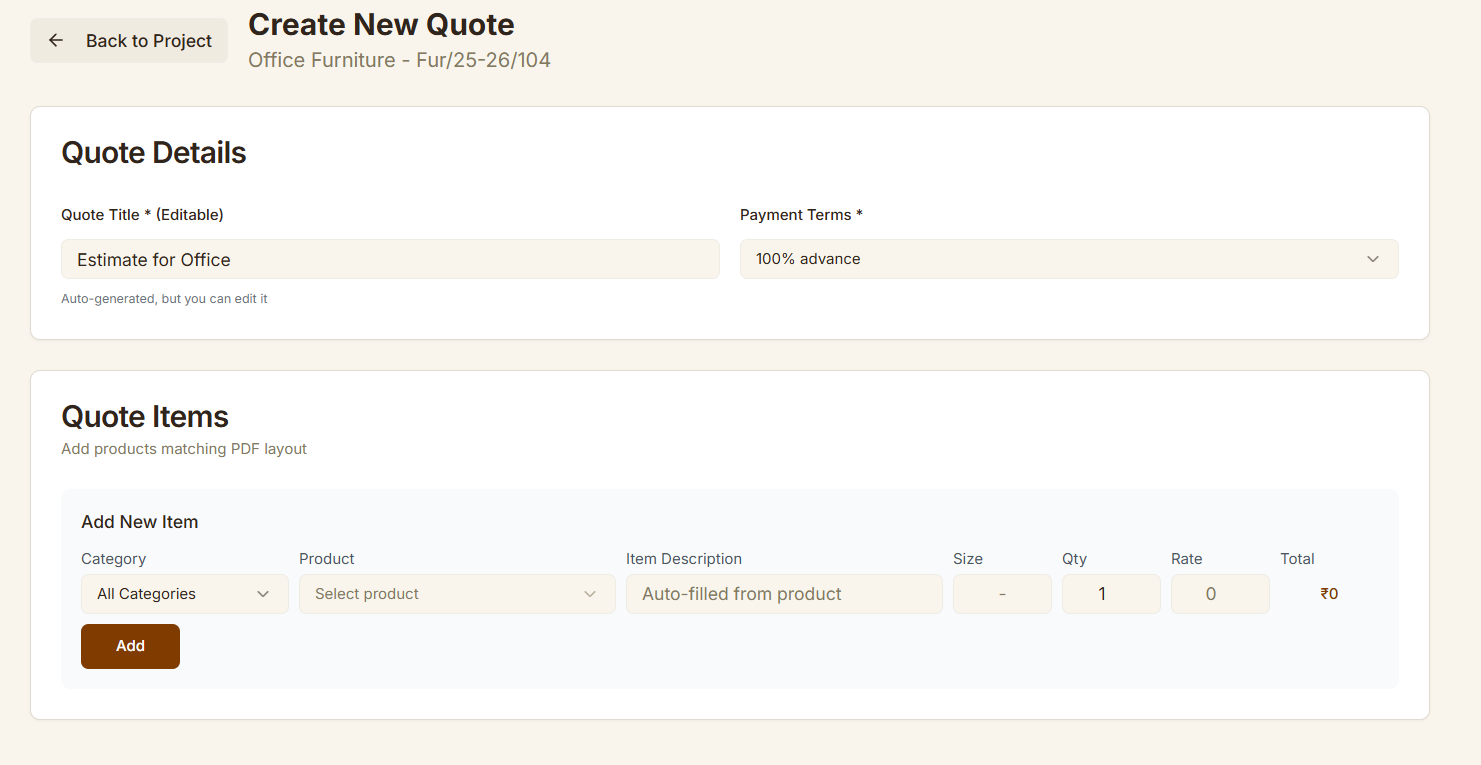 Back to Project
Create New Quote
Office Furniture - Fur/25-26/104
Quote Details
Quote Title * (Editable)
Payment Terms *
Estimate for Office
100% advance
Auto-generated, but you can edit it
Quote Items
Add products matching PDF layout
Add New Item
Category Product Item Description Size Qty Rate Total
All Categories Select product Auto-filled from product - 1 0 ₹0
Add